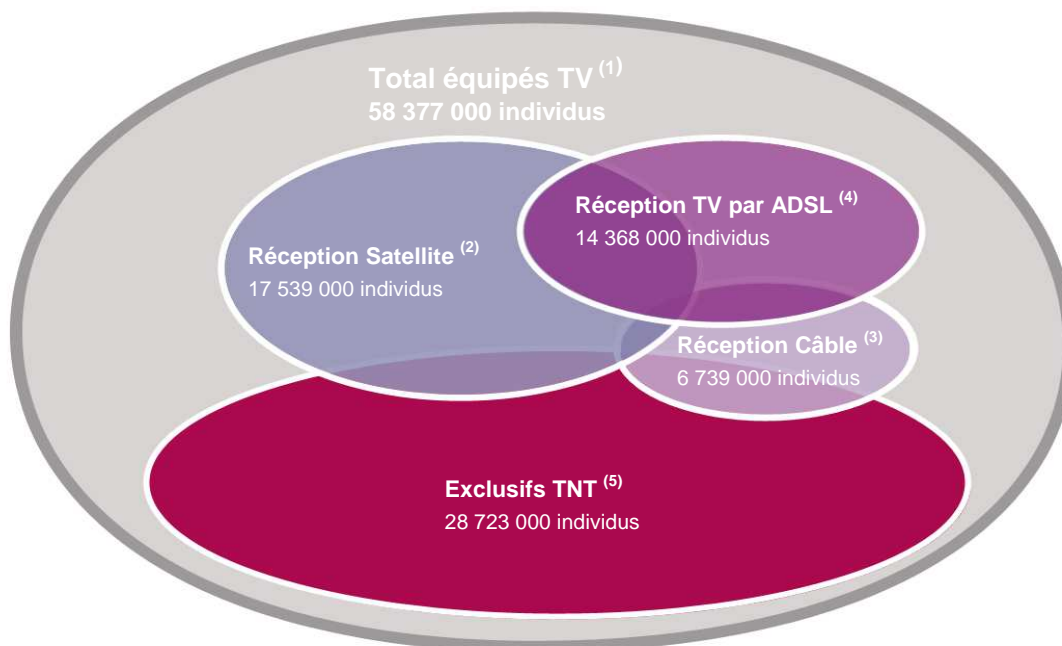 Total équipés TV (1)
58 377 000 individus
Réception TV par ADSL (4)
14 368 000 individus
Réception Satellite (2)
17 539 000 individus
Réception Câble (3)
6 739 000 individus
Exclusifs TNT (5)
28 723 000 individus